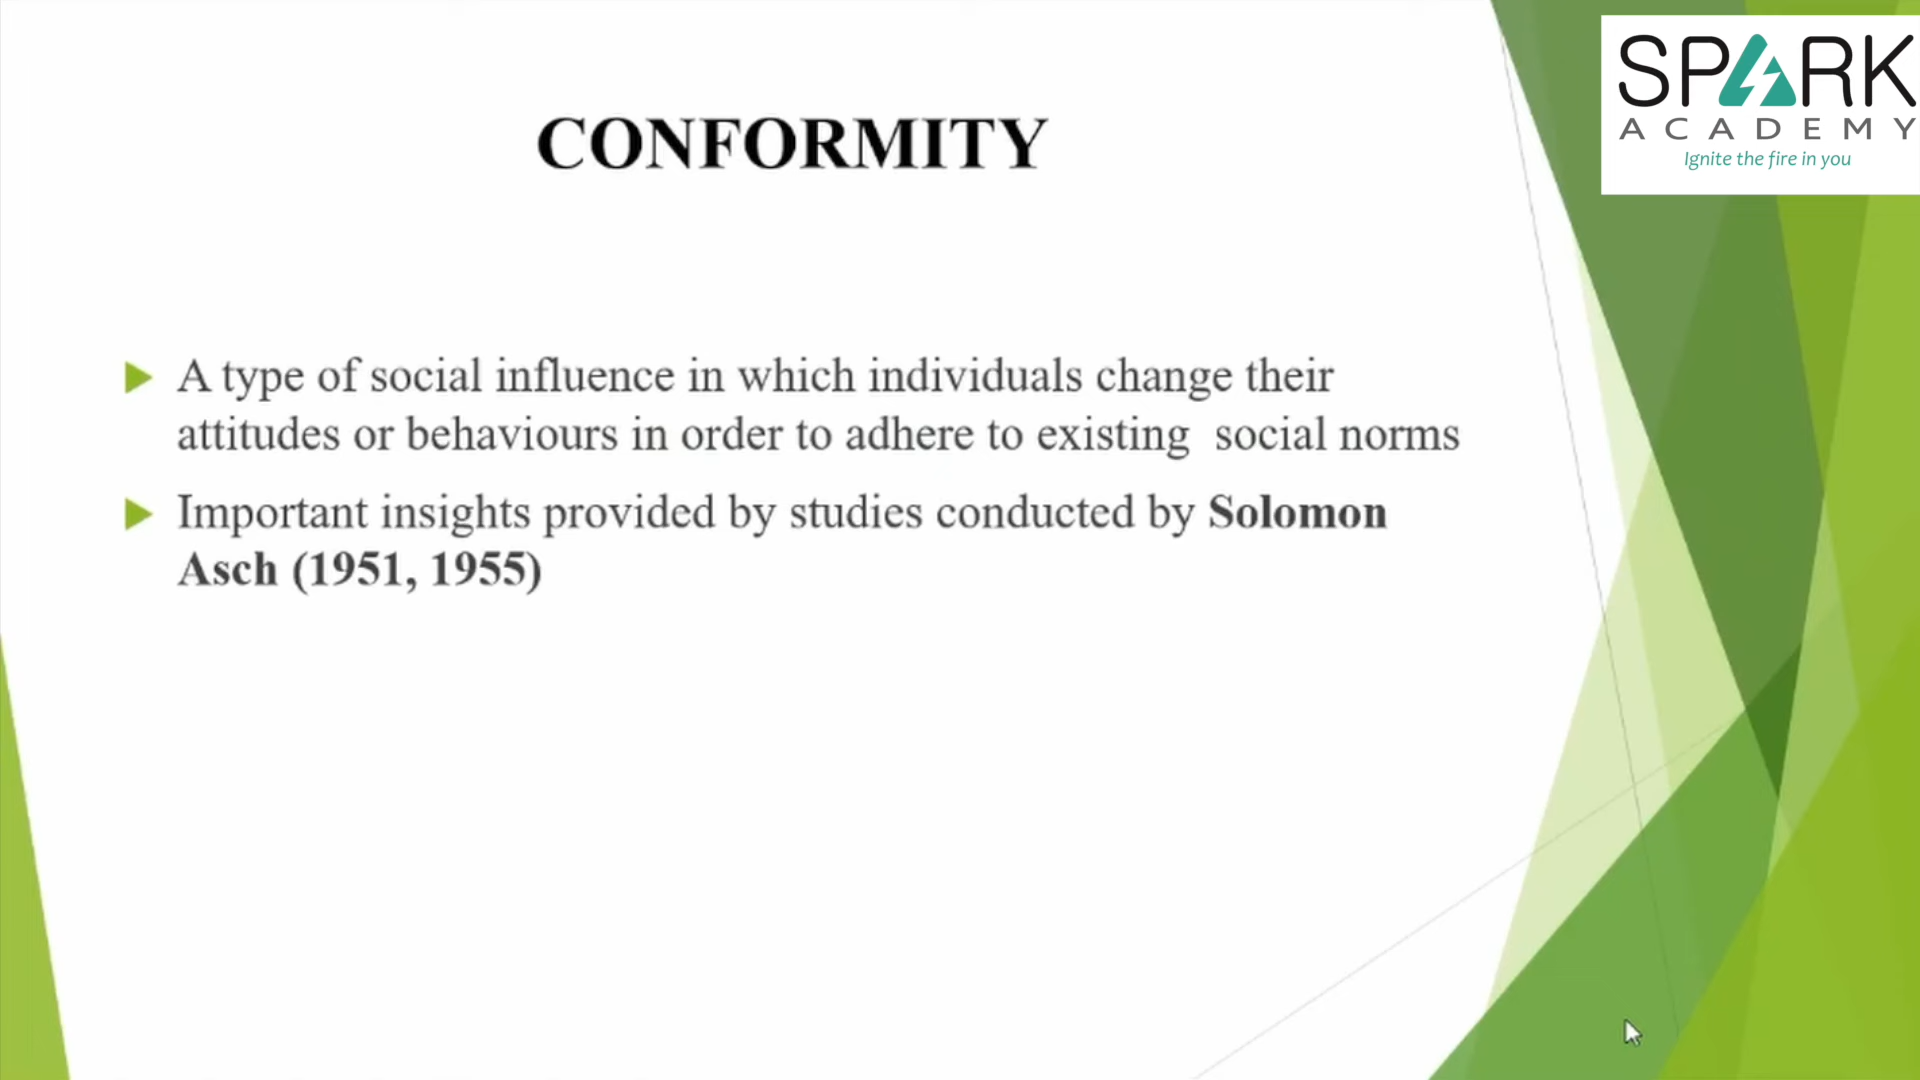 SPARK
ACADEMY
Ignite the fire in you
CONFORMITY
A type of social influence in which individuals change their
attitudes or behaviours in order to adhere to existing social norms
Important insights provided by studies conducted by Solomon
Asch (1951, 1955)